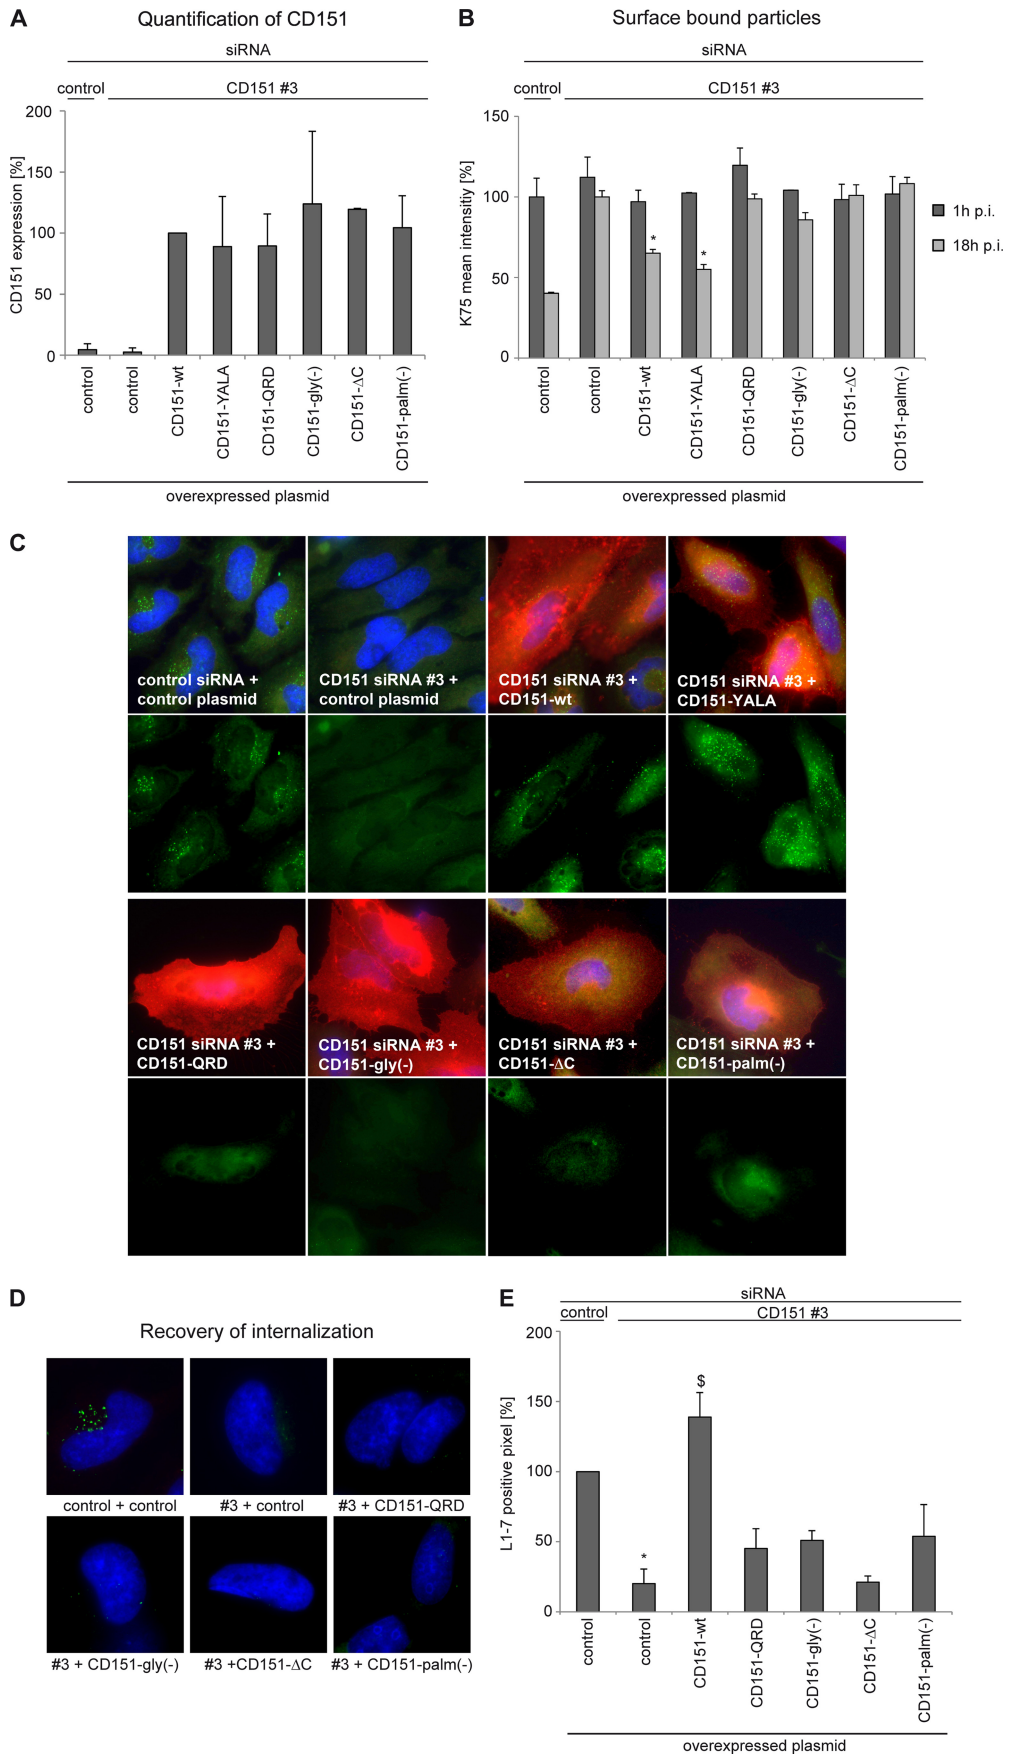 A
Quantification of CD151
siRNA
control
CD151 #3
CD151 expression [%]
200
150
100
50
0
control
control
CD151-wt
CD151-YALA
CD151-QRD
CD151-gly(-)
CD151-ΔC
CD151-palm(-)
overexpressed plasmid
B
Surface bound particles
siRNA
control
CD151 #3
K75 mean intensitiy [%]
150
100
50
0
*
*
1h p.i.
18h p.i.
control
control
CD151-wt
CD151-YALA
CD151-QRD
CD151-gly(-)
CD151-ΔC
CD151-palm(-)
overexpressed plasmid
C
control siRNA +
control plasmid
CD151 siRNA #3 +
control plasmid
CD151 siRNA #3 +
CD151-wt
CD151 siRNA #3 +
CD151-YALA
CD151 siRNA #3 +
CD151-QRD
CD151 siRNA #3 +
CD151-gly(-)
CD151 siRNA #3 +
CD151-ΔC
CD151 siRNA #3 +
CD151-palm(-)
D
Recovery of internalization
control + control
#3 + control
#3 + CD151-QRD
#3 + CD151-gly(-)
#3 +CD151-ΔC
#3 + CD151-palm(-)
E
siRNA
control
CD151 #3
L1-7 positive pixel [%]
200
150
100
50
0
*
$
control
control
CD151-wt
CD151-QRD
CD151-gly(-)
CD151-ΔC
CD151-palm(-)
overexpressed plasmid